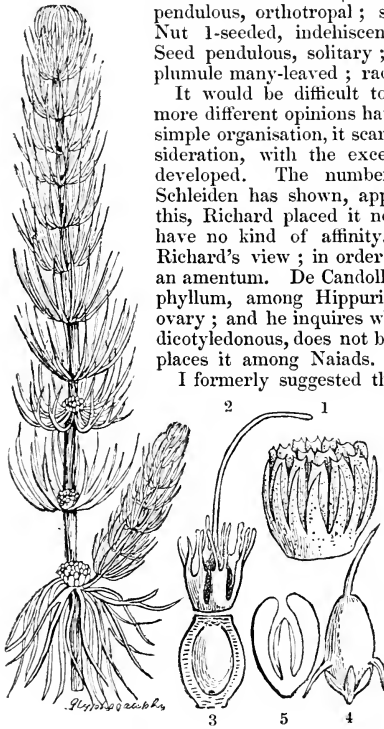 pendulous, orthotropal ; s
Nut 1-seeded, indehiscen
Seed pendulous, solitary ;
plumule many-leaved ; rad
It would be difficult to
more different opinions hav
simple organisation, it scar
sideration, with the exce
developed. The number
Schleiden has shown, app
this, Richard placed it ne
have no kind of affinity.
Richard's view ; in order
an amentum. De Candoll
phyllum, among Hippuri
ovary ; and he inquires w
dicotyledonous, does not b
places it among Naiads.
I formerly suggested th
2 1
3 5 4